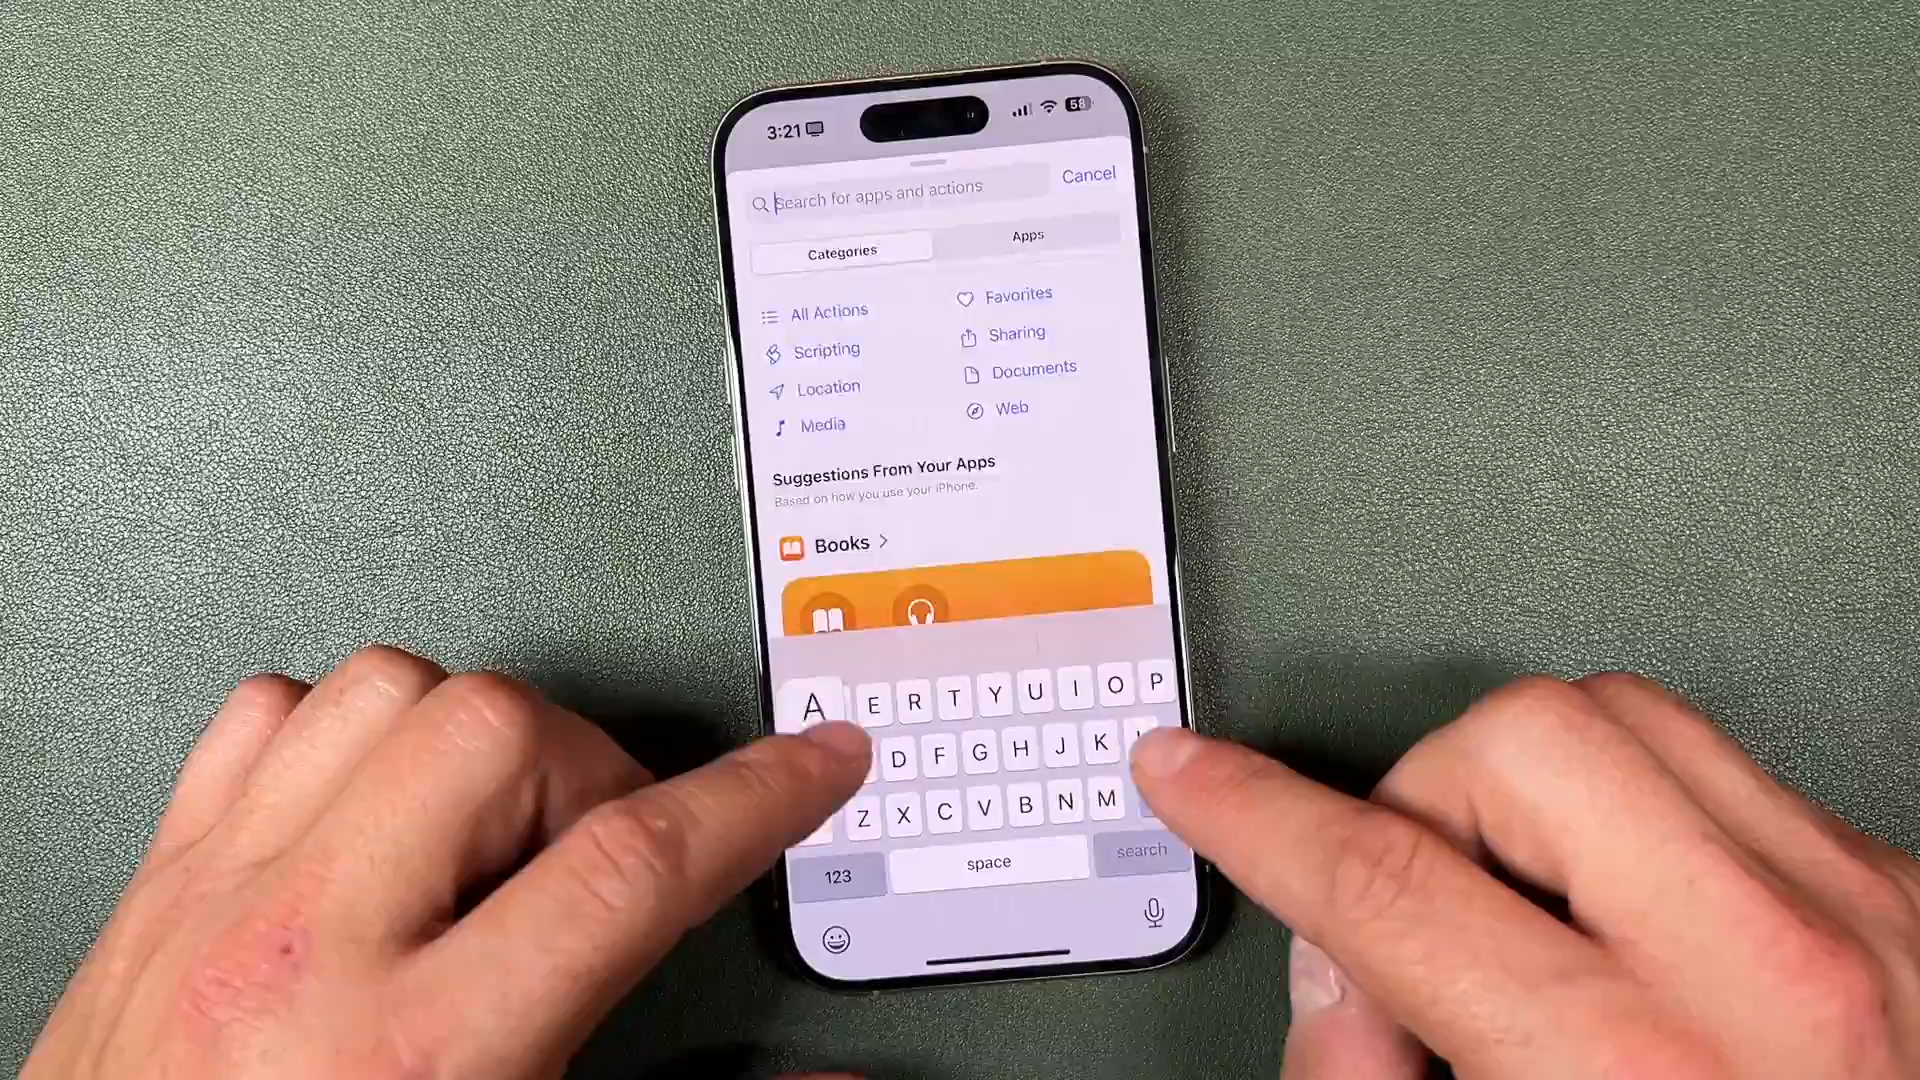 3:21
58
Search for apps and actions
Cancel
Categories
Apps
All Actions
Favorites
Scripting
Sharing
Location
Documents
Media
Web
Suggestions From Your Apps
Based on how you use your iPhone.
Books
A E R T Y U I O P
D F G H J K
Z X C V B N M
123 space search